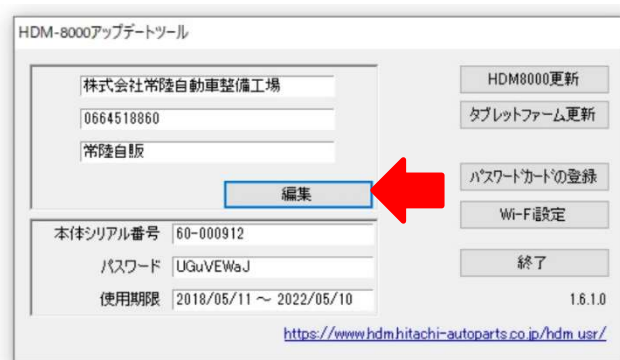 HDM-8000アップデートツール
株式会社常陸自動車整備工場
0664518860
常陸自販
編集
本体シリアル番号 60-000912
パスワード UGuVEWaJ
使用期限 2018/05/11 ～ 2022/05/10
HDM8000更新
タブレットファーム更新
パスワードカードの登録
Wi-Fi設定
終了
1.6.1.0
https://www.hdm.hitachi-autoparts.co.jp/hdm_usr/